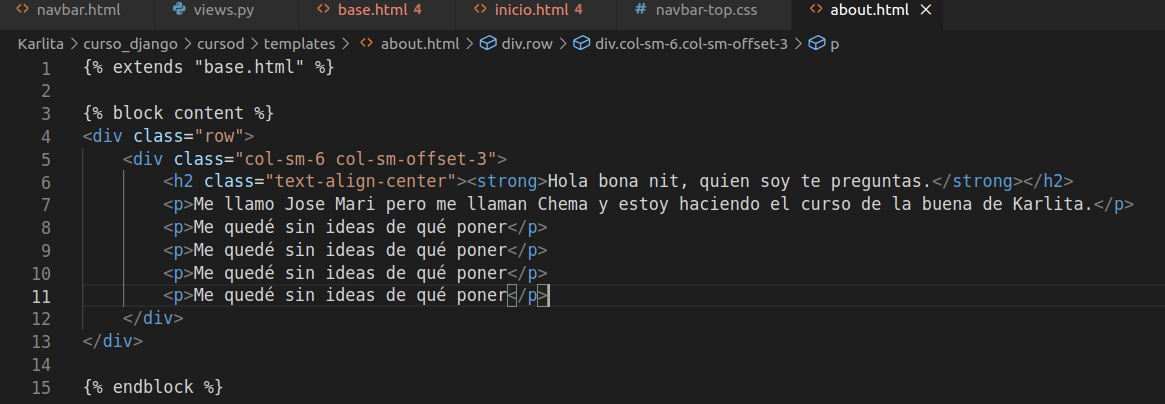 navbar.html views.py base.html 4 inicio.html 4 # navbar-top.css about.html
Karlita > curso_django > cursod > templates > about.html > div.row > div.col-sm-6.col-sm-offset-3 > p
1 {% extends "base.html" %}
2
3 {% block content %}
4 <div class="row">
5 <div class="col-sm-6 col-sm-offset-3">
6 <h2 class="text-align-center"><strong>Hola bona nit, quien soy te preguntas.</strong></h2>
7 <p>Me llamo Jose Mari pero me llaman Chema y estoy haciendo el curso de la buena de Karlita.</p>
8 <p>Me quedé sin ideas de qué poner</p>
9 <p>Me quedé sin ideas de qué poner</p>
10 <p>Me quedé sin ideas de qué poner</p>
11 <p>Me quedé sin ideas de qué poner</p>
12 </div>
13 </div>
14
15 {% endblock %}